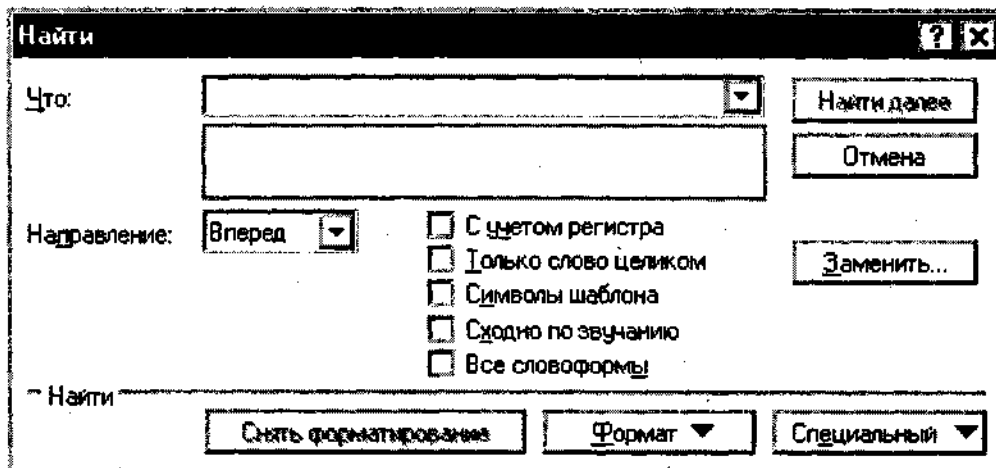 Найти
Что:
Найти далее
Отмена
Направление: Вперед
С учетом регистра
Только слово целиком
Заменить...
Символы шаблона
Сходно по звучанию
Все словоформы
Найти
Снять форматирование Формат Специальный